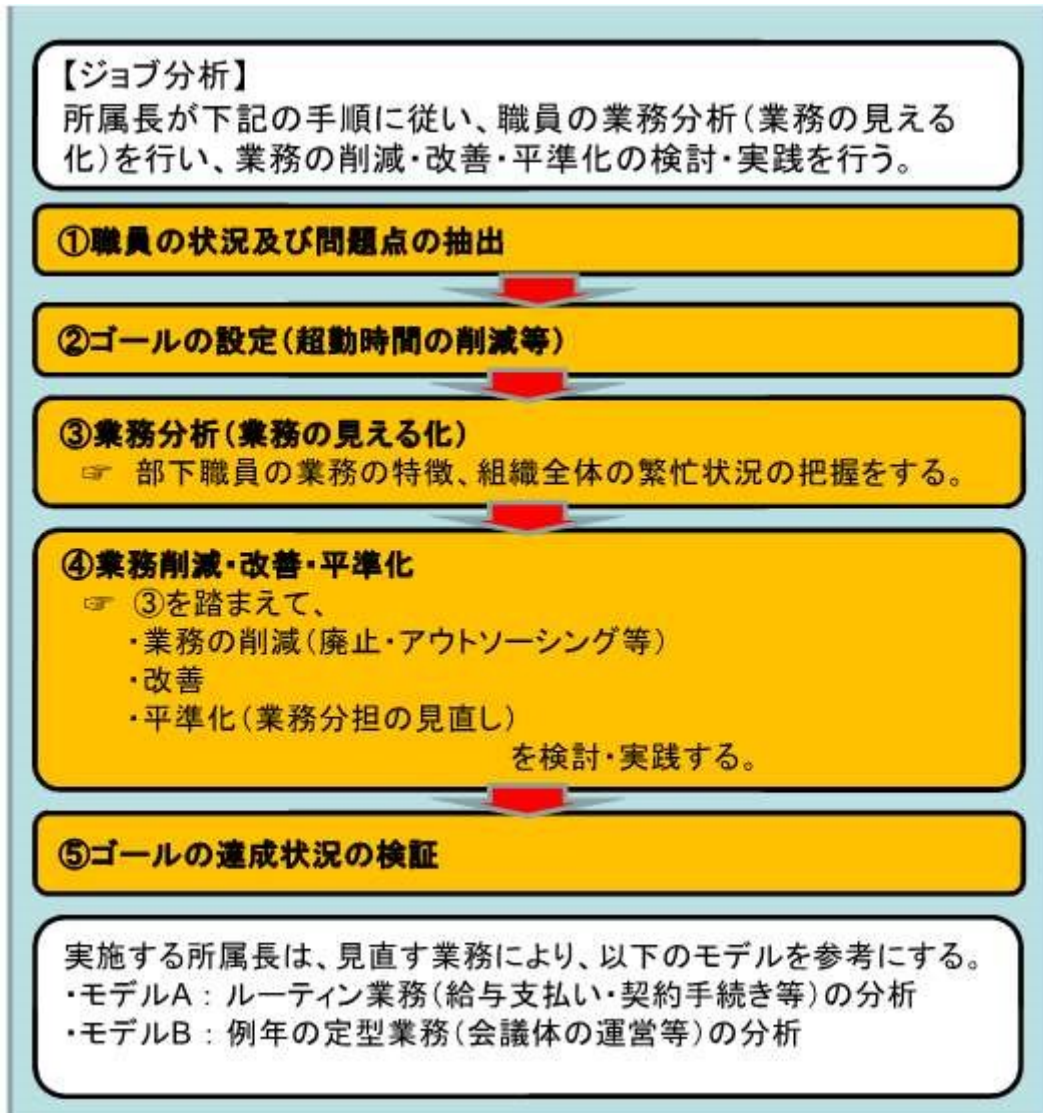 【ジョブ分析】
所属長が下記の手順に従い、職員の業務分析(業務の見える
化)を行い、業務の削減・改善・平準化の検討・実践を行う。
①職員の状況及び問題点の抽出
②ゴールの設定(超勤時間の削減等)
③業務分析(業務の見える化)
☞ 部下職員の業務の特徴、組織全体の繁忙状況の把握をする。
④業務削減・改善・平準化
☞ ③を踏まえて、
・業務の削減(廃止・アウトソーシング等)
・改善
・平準化(業務分担の見直し)
を検討・実践する。
⑤ゴールの達成状況の検証
実施する所属長は、見直す業務により、以下のモデルを参考にする。
・モデルA： ルーティン業務(給与支払い・契約手続き等)の分析
・モデルB： 例年の定型業務(会議体の運営等)の分析